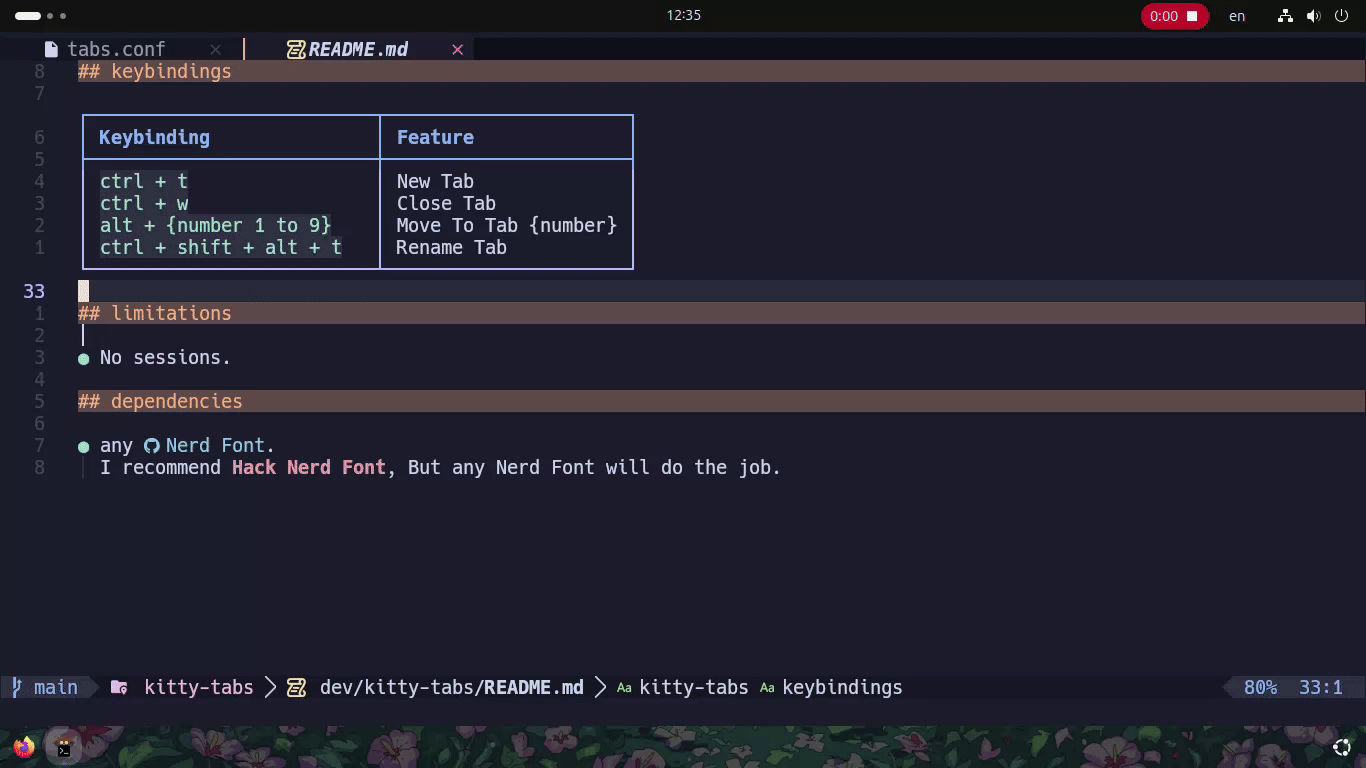 12:35
0:00 en
tabs.conf × README.md ×
8 ## keybindings
7
6 Keybinding Feature
5
4 ctrl + t New Tab
3 ctrl + w Close Tab
2 alt + {number 1 to 9} Move To Tab {number}
1 ctrl + shift + alt + t Rename Tab
33
1 ## limitations
2
3 ● No sessions.
4
5 ## dependencies
6
7 ● any Nerd Font.
8 I recommend Hack Nerd Font, But any Nerd Font will do the job.
main kitty-tabs > dev/kitty-tabs/README.md > Aa kitty-tabs Aa keybindings 80% 33:1